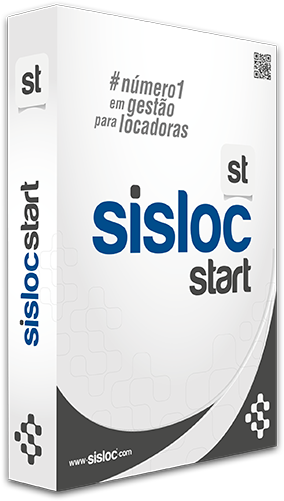 #número1
em gestão
para locadoras
st
sisloc
start
www.sisloc.com
st
sislocstart